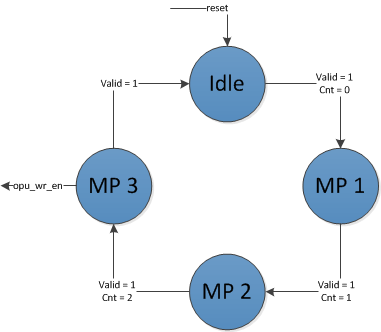 reset
Idle
Valid = 1
Valid = 1
Cnt = 0
opu_wr_en
MP 3
MP 1
Valid = 1
Cnt = 2
MP 2
Valid = 1
Cnt = 1